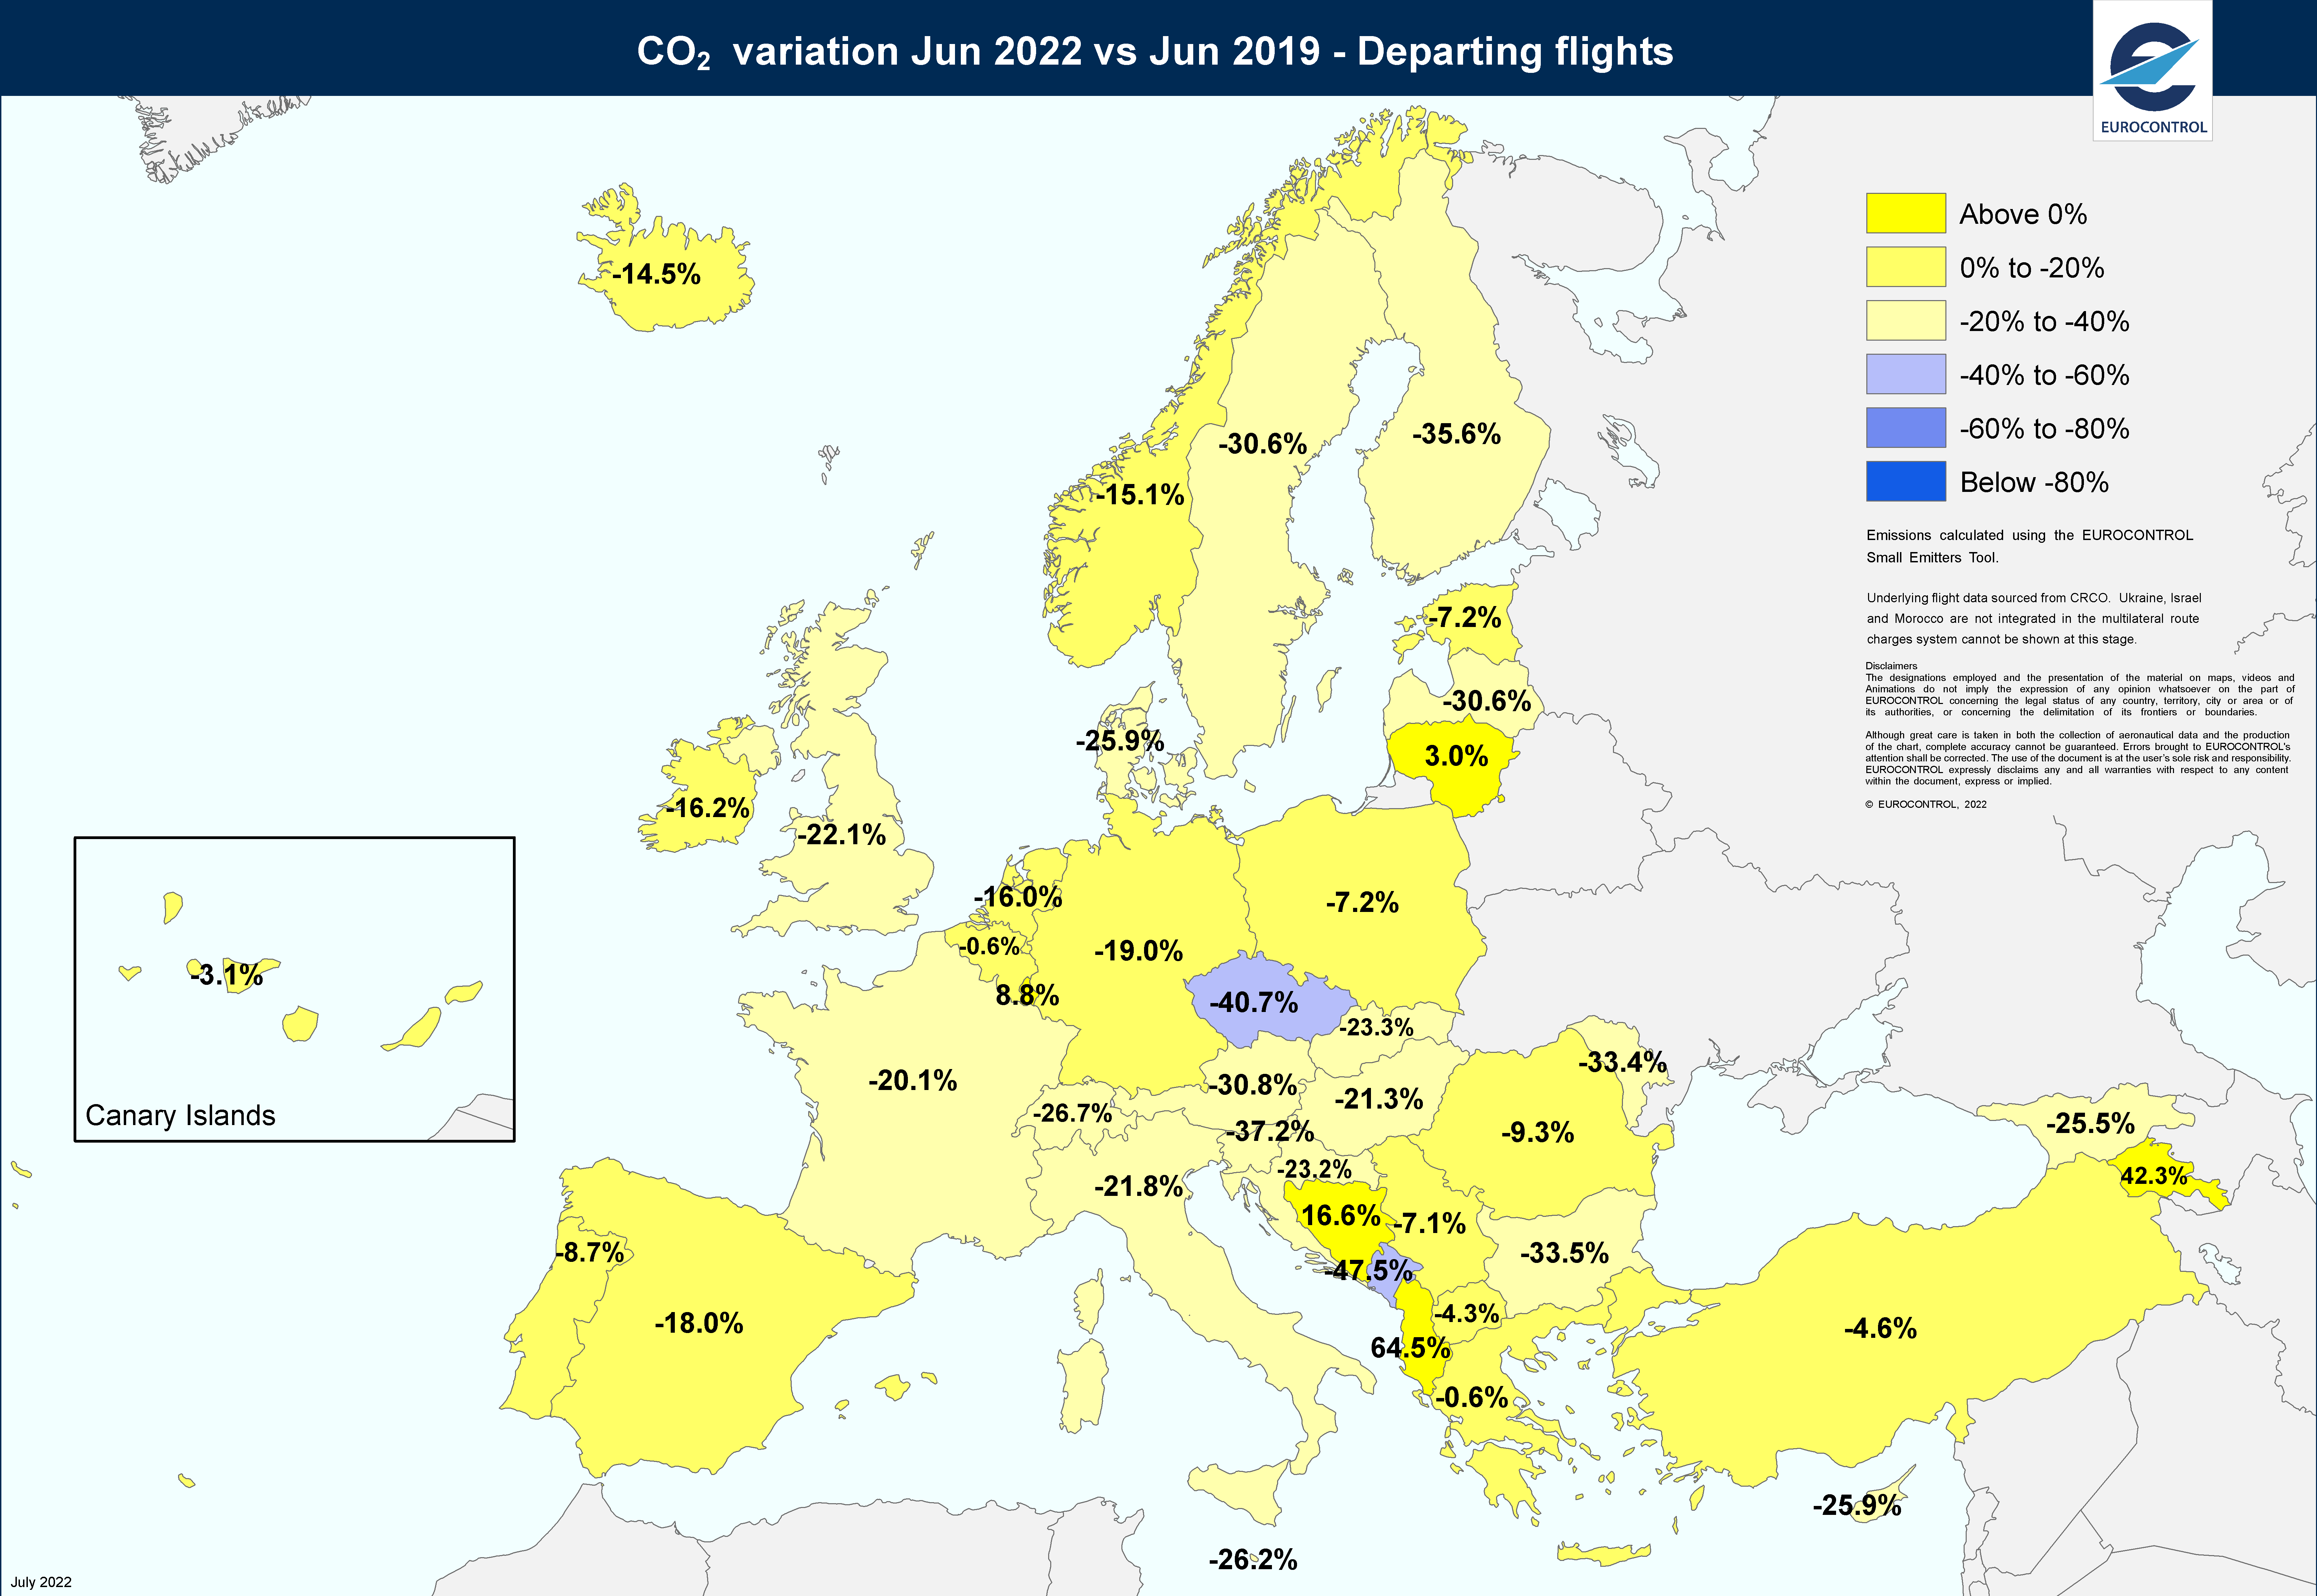 CO₂ variation Jun 2022 vs Jun 2019 - Departing flights
EUROCONTROL
Above 0%
0% to -20%
-20% to -40%
-40% to -60%
-60% to -80%
Below -80%
Emissions calculated using the EUROCONTROL
Small Emitters Tool.
Underlying flight data sourced from CRCO. Ukraine, Israel
and Morocco are not integrated in the multilateral route
charges system cannot be shown at this stage.
Disclaimers
The designations employed and the presentation of the material on maps, videos and
Animations do not imply the expression of any opinion whatsoever on the part of
EUROCONTROL concerning the legal status of any country, territory, city or area or of
its authorities, or concerning the delimitation of its frontiers or boundaries.
Although great care is taken in both the collection of aeronautical data and the production
of the chart, complete accuracy cannot be guaranteed. Errors brought to EUROCONTROL's
attention shall be corrected. The use of the document is at the user's sole risk and responsibility.
EUROCONTROL expressly disclaims any and all warranties with respect to any content
within the document, express or implied.
© EUROCONTROL, 2022
-14.5%
-35.6%
-30.6%
-15.1%
-7.2%
-30.6%
-25.9%
3.0%
-16.2%
-22.1%
-16.0%
-7.2%
-0.6%
-19.0%
-3.1%
8.8%
-40.7%
-23.3%
-33.4%
-20.1%
-30.8%
-21.3%
-26.7%
Canary Islands
-25.5%
-37.2%
-9.3%
-23.2%
42.3%
-21.8%
16.6%
-7.1%
-8.7%
-33.5%
-47.5%
-4.3%
-18.0%
-4.6%
64.5%
-0.6%
-25.9%
-26.2%
July 2022